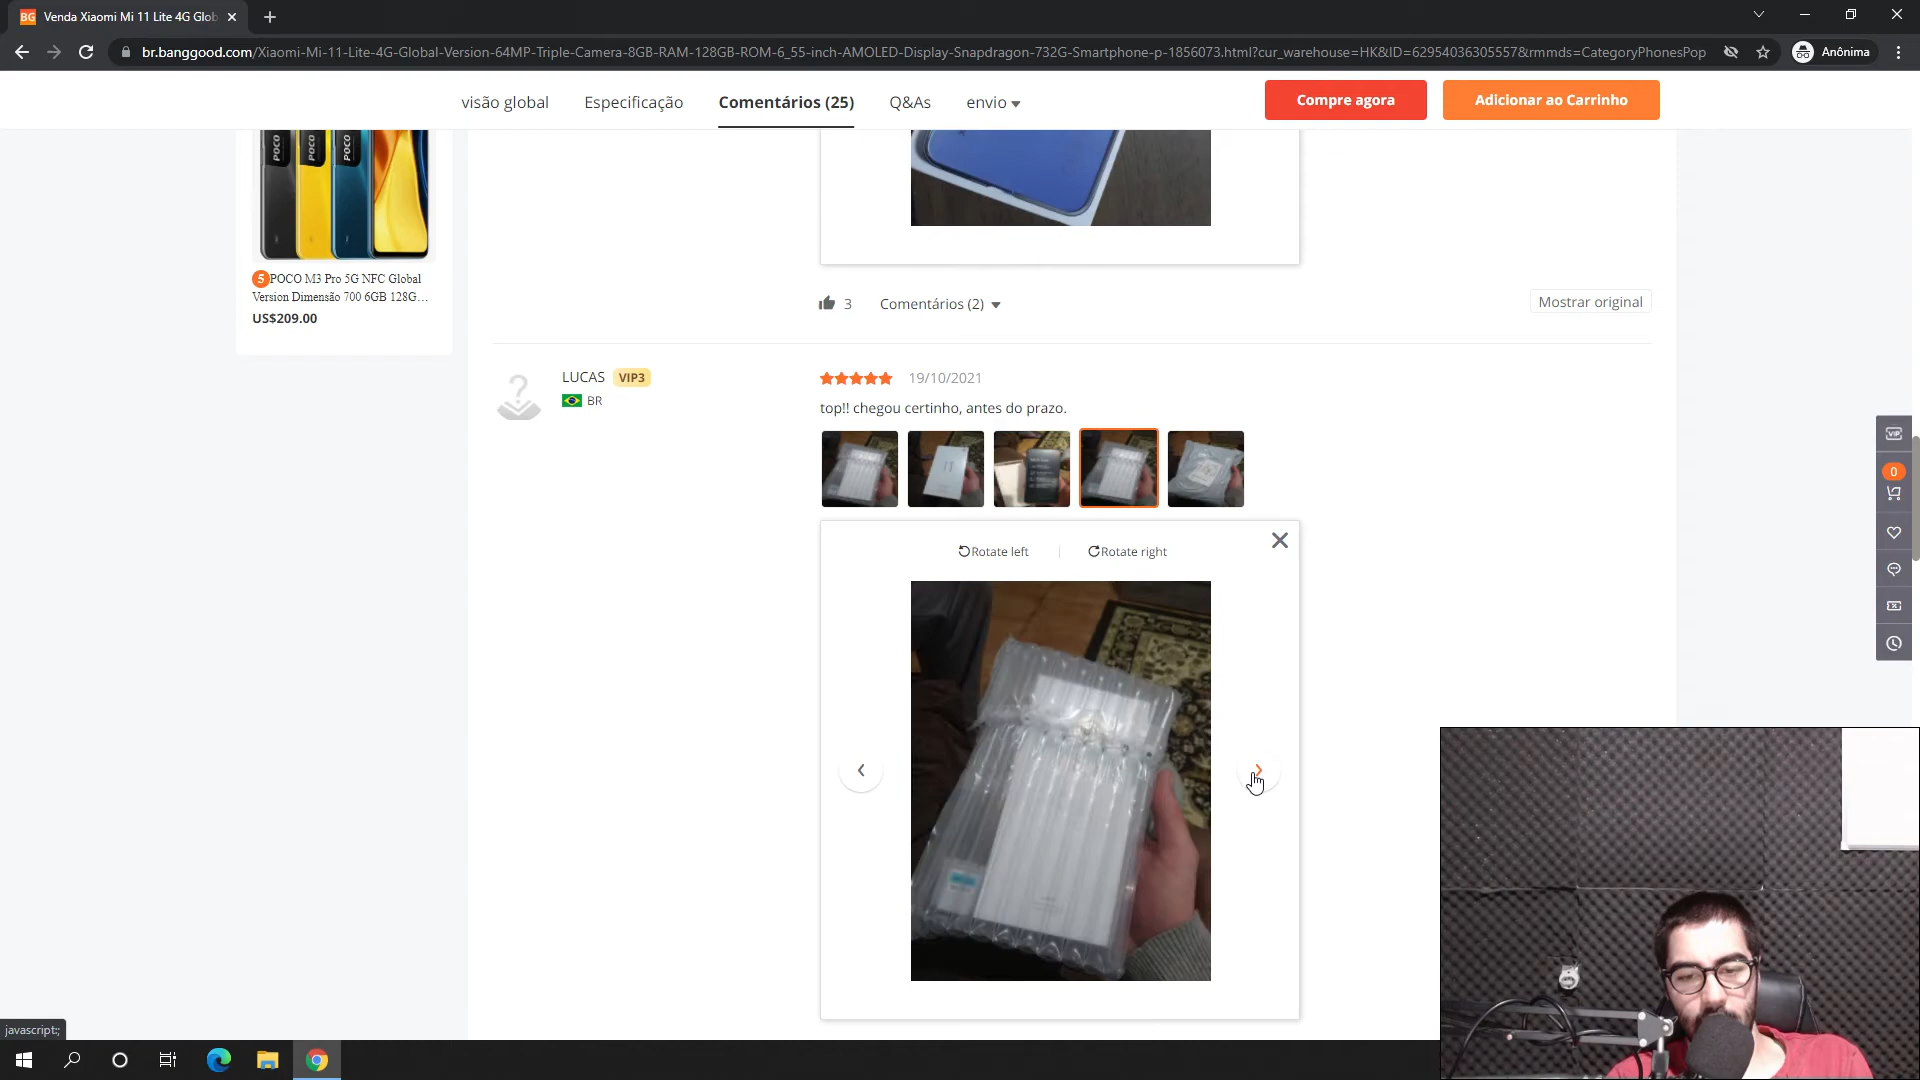 BG Venda Xiaomi Mi 11 Lite 4G Glob
br.banggood.com/Xiaomi-Mi-11-Lite-4G-Global-Version-64MP-Triple-Camera-8GB-RAM-128GB-ROM-6_55-inch-AMOLED-Display-Snapdragon-732G-Smartphone-p-1856073.html?cur_warehouse=HK&ID=62954036305557&rmmds=CategoryPhonesPop
Anônima
visão global
Especificação
Comentários (25)
Q&As
envio
Compre agora
Adicionar ao Carrinho
POCO
POCO
POCO
5 POCO M3 Pro 5G NFC Global
Version Dimensão 700 6GB 128G...
US$209.00
3
Comentários (2)
Mostrar original
LUCAS VIP3
BR
19/10/2021
top!! chegou certinho, antes do prazo.
Rotate left
Rotate right
VIP
0
javascript:;